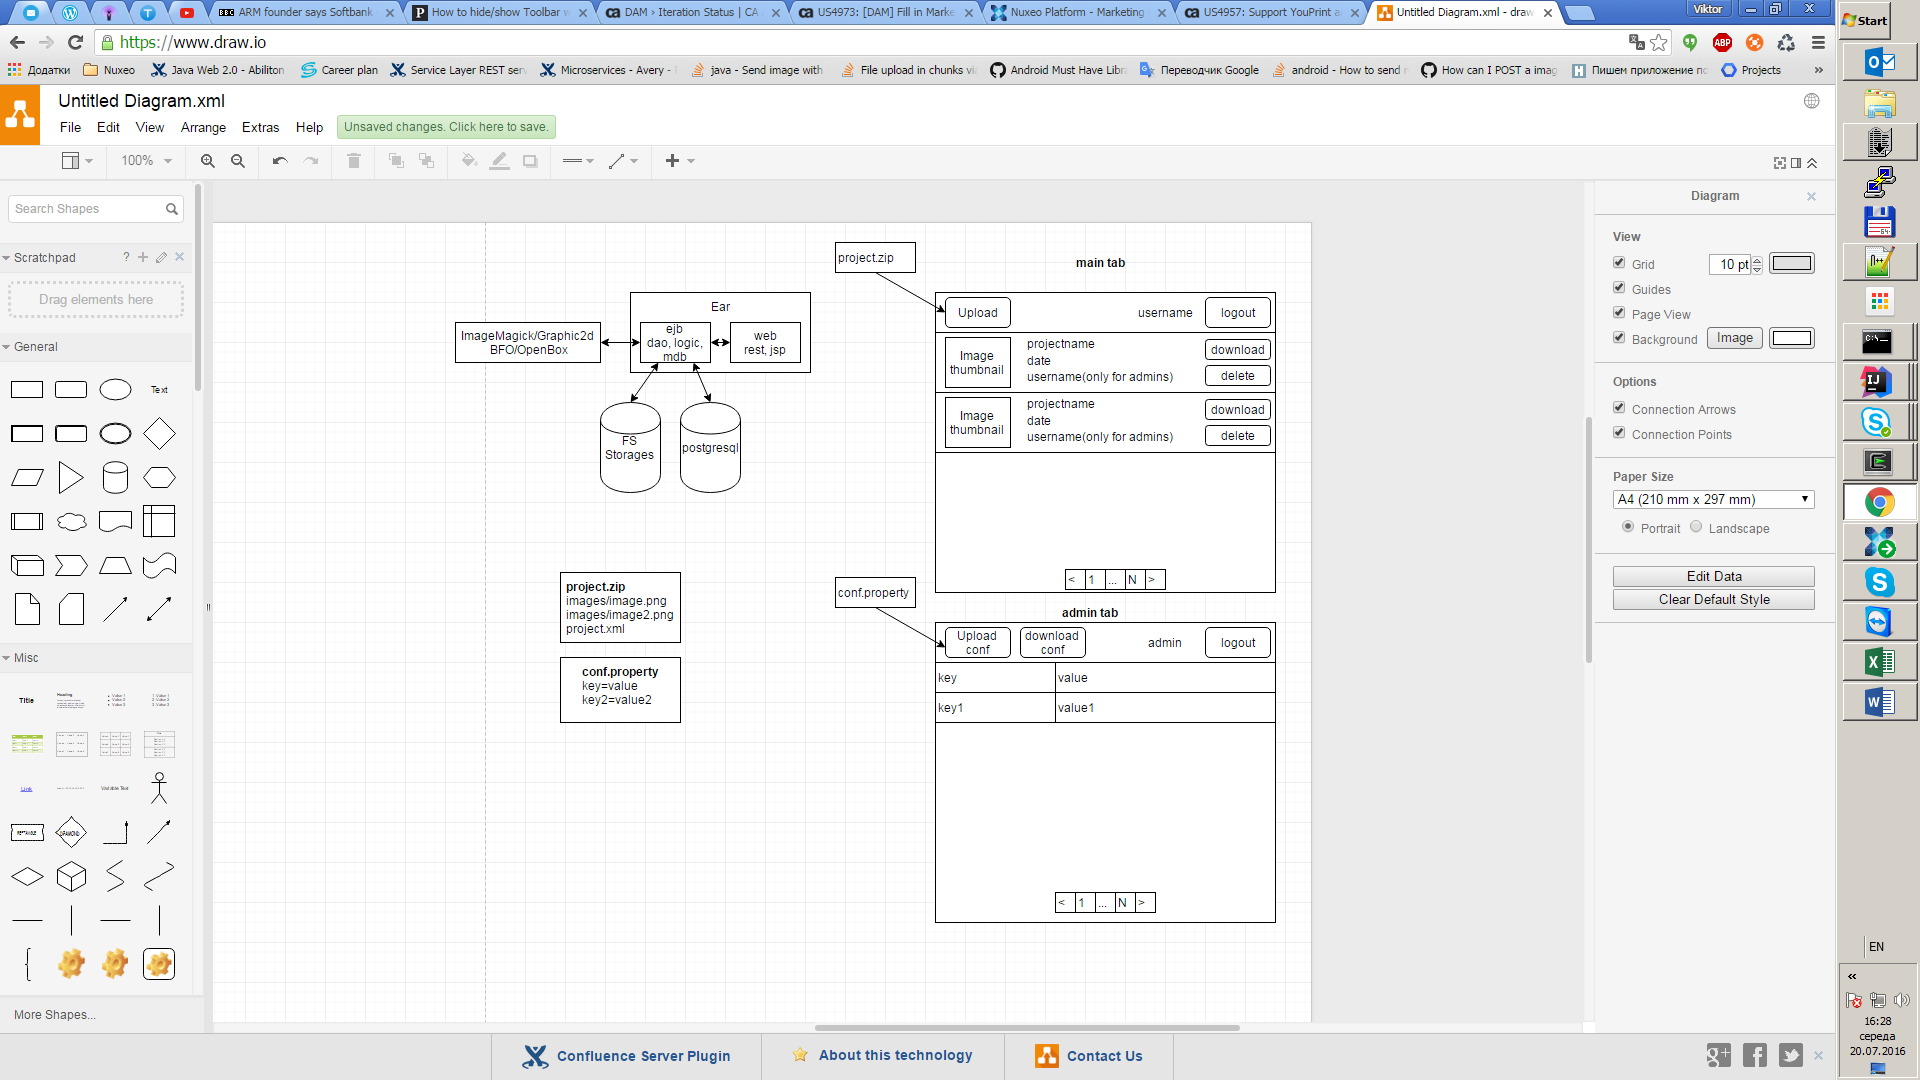 ARM founder says Softbank
How to hide/show Toolbar w
DAM › Iteration Status | CA
US4973: [DAM] Fill in Marke
Nuxeo Platform - Marketing
US4957: Support YouPrint a
Untitled Diagram.xml - draw
Viktor
Start
https://www.draw.io
Додатки
Nuxeo
Java Web 2.0 - Abiliton
Career plan
Service Layer REST serv
Microservices - Avery -
java - Send image with
File upload in chunks vi
Android Must Have Libr
Переводчик Google
android - How to send
How can I POST a imag
Пишем приложение по
Projects
»
Untitled Diagram.xml
File
Edit
View
Arrange
Extras
Help
Unsaved changes. Click here to save.
100%
Search Shapes
Scratchpad
?
Drag elements here
General
Text
Misc
Title
Heading
Link
Variable Text
RECTANGLE
DIAMOND
More Shapes...
project.zip
main tab
Ear
ImageMagick/Graphic2d
BFO/OpenBox
ejb
dao, logic,
mdb
web
rest, jsp
FS
Storages
postgresql
Upload
username
logout
Image
thumbnail
projectname
date
username(only for admins)
download
delete
Image
thumbnail
projectname
date
username(only for admins)
download
delete
< 1 ... N >
project.zip
images/image.png
images/image2.png
project.xml
conf.property
key=value
key2=value2
conf.property
admin tab
Upload
conf
download
conf
admin
logout
key
value
key1
value1
< 1 ... N >
Diagram
View
Grid
10 pt
Guides
Page View
Background
Image
Options
Connection Arrows
Connection Points
Paper Size
A4 (210 mm x 297 mm)
Portrait
Landscape
Edit Data
Clear Default Style
Confluence Server Plugin
About this technology
Contact Us
EN
«
16:28
середа
20.07.2016